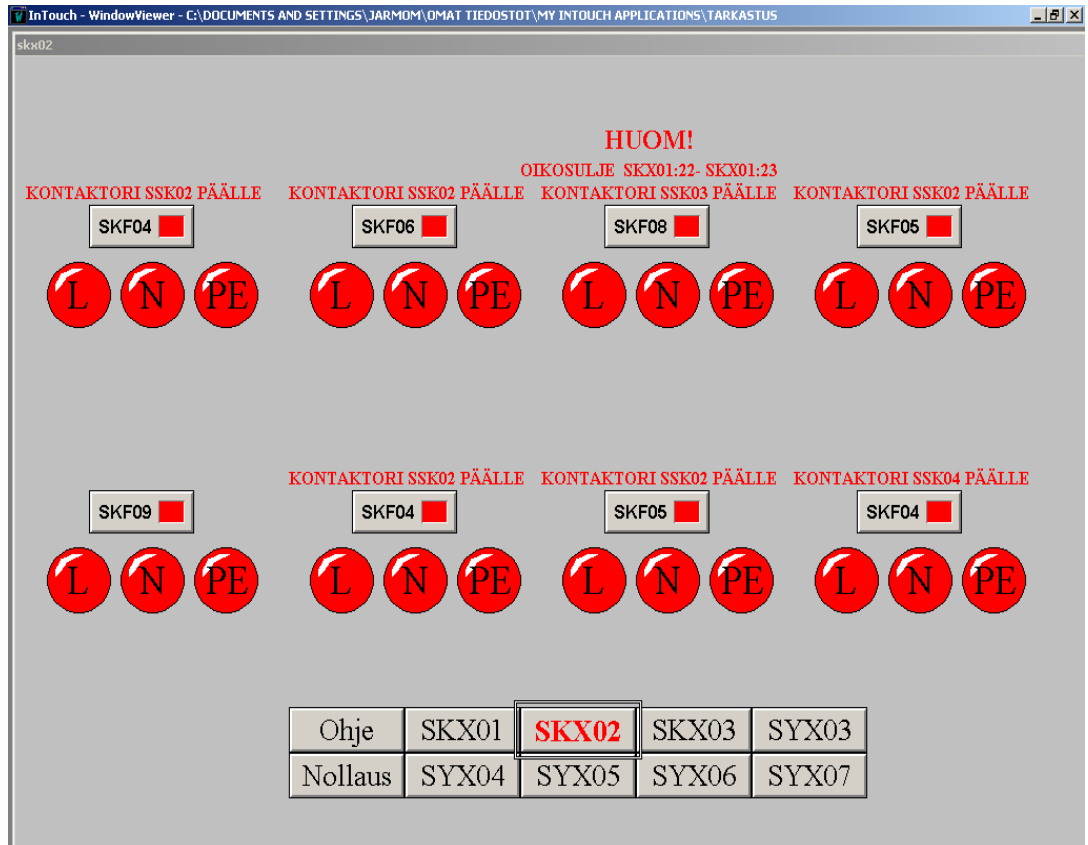 InTouch - WindowViewer - C:\DOCUMENTS AND SETTINGS\JARMOM\OMAT TIEDOSTOT\MY INTOUCH APPLICATIONS\TARKASTUS
skx02
HUOM!
OIKOSULJE SKX01:22- SKX01:23
KONTAKTORI SSK02 PÄÄLLE KONTAKTORI SSK02 PÄÄLLE KONTAKTORI SSK03 PÄÄLLE KONTAKTORI SSK02 PÄÄLLE
SKF04 SKF06 SKF08 SKF05
L N PE L N PE L N PE L N PE
KONTAKTORI SSK02 PÄÄLLE KONTAKTORI SSK02 PÄÄLLE KONTAKTORI SSK04 PÄÄLLE
SKF09 SKF04 SKF05 SKF04
L N PE L N PE L N PE L N PE
Ohje SKX01 SKX02 SKX03 SYX03
Nollaus SYX04 SYX05 SYX06 SYX07